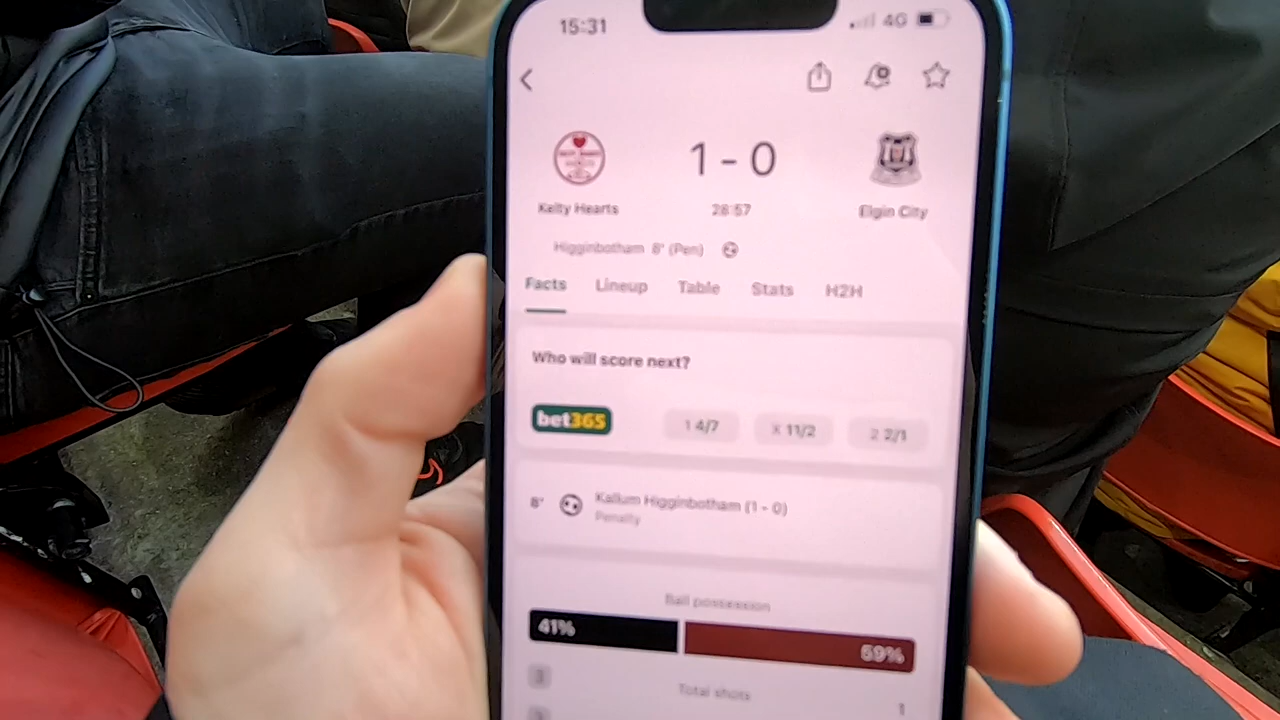 15:31 4G
1 - 0
Kelty Hearts 28:57 Elgin City
Higginbotham 8' (Pen)
Facts Lineup Table Stats H2H
Who will score next?
bet365 1 4/7 X 11/2 2 2/1
8' Kallum Higginbotham (1 - 0)
Penalty
Ball possession
41% 59%
Total shots
1